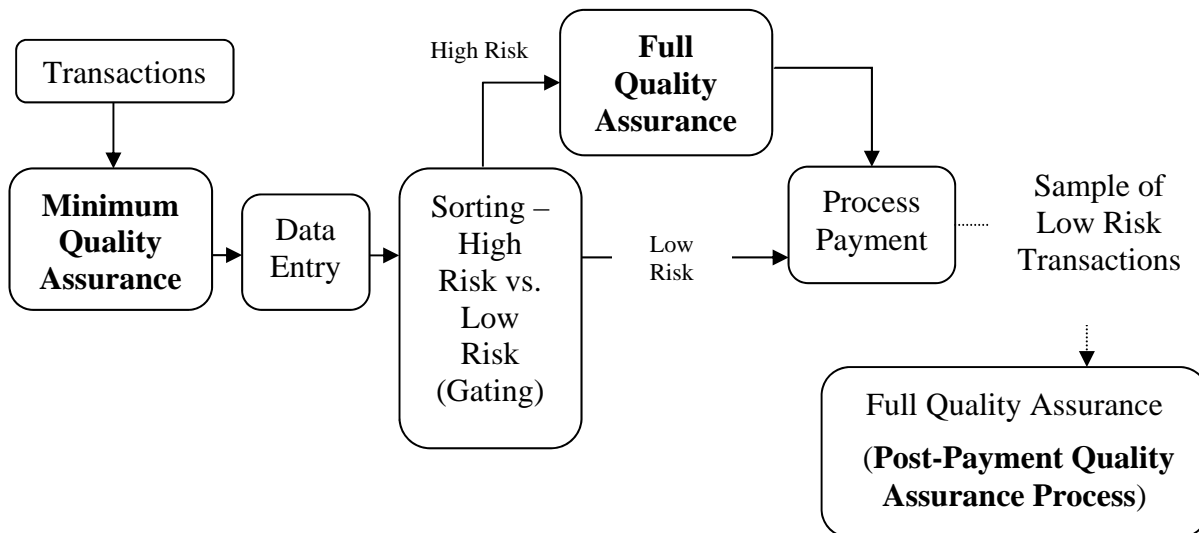 Transactions
Minimum
Quality
Assurance
Data
Entry
Sorting –
High
Risk vs.
Low
Risk
(Gating)
High Risk
Full
Quality
Assurance
Low
Risk
Process
Payment
Sample of
Low Risk
Transactions
Full Quality Assurance
(Post-Payment Quality
Assurance Process)